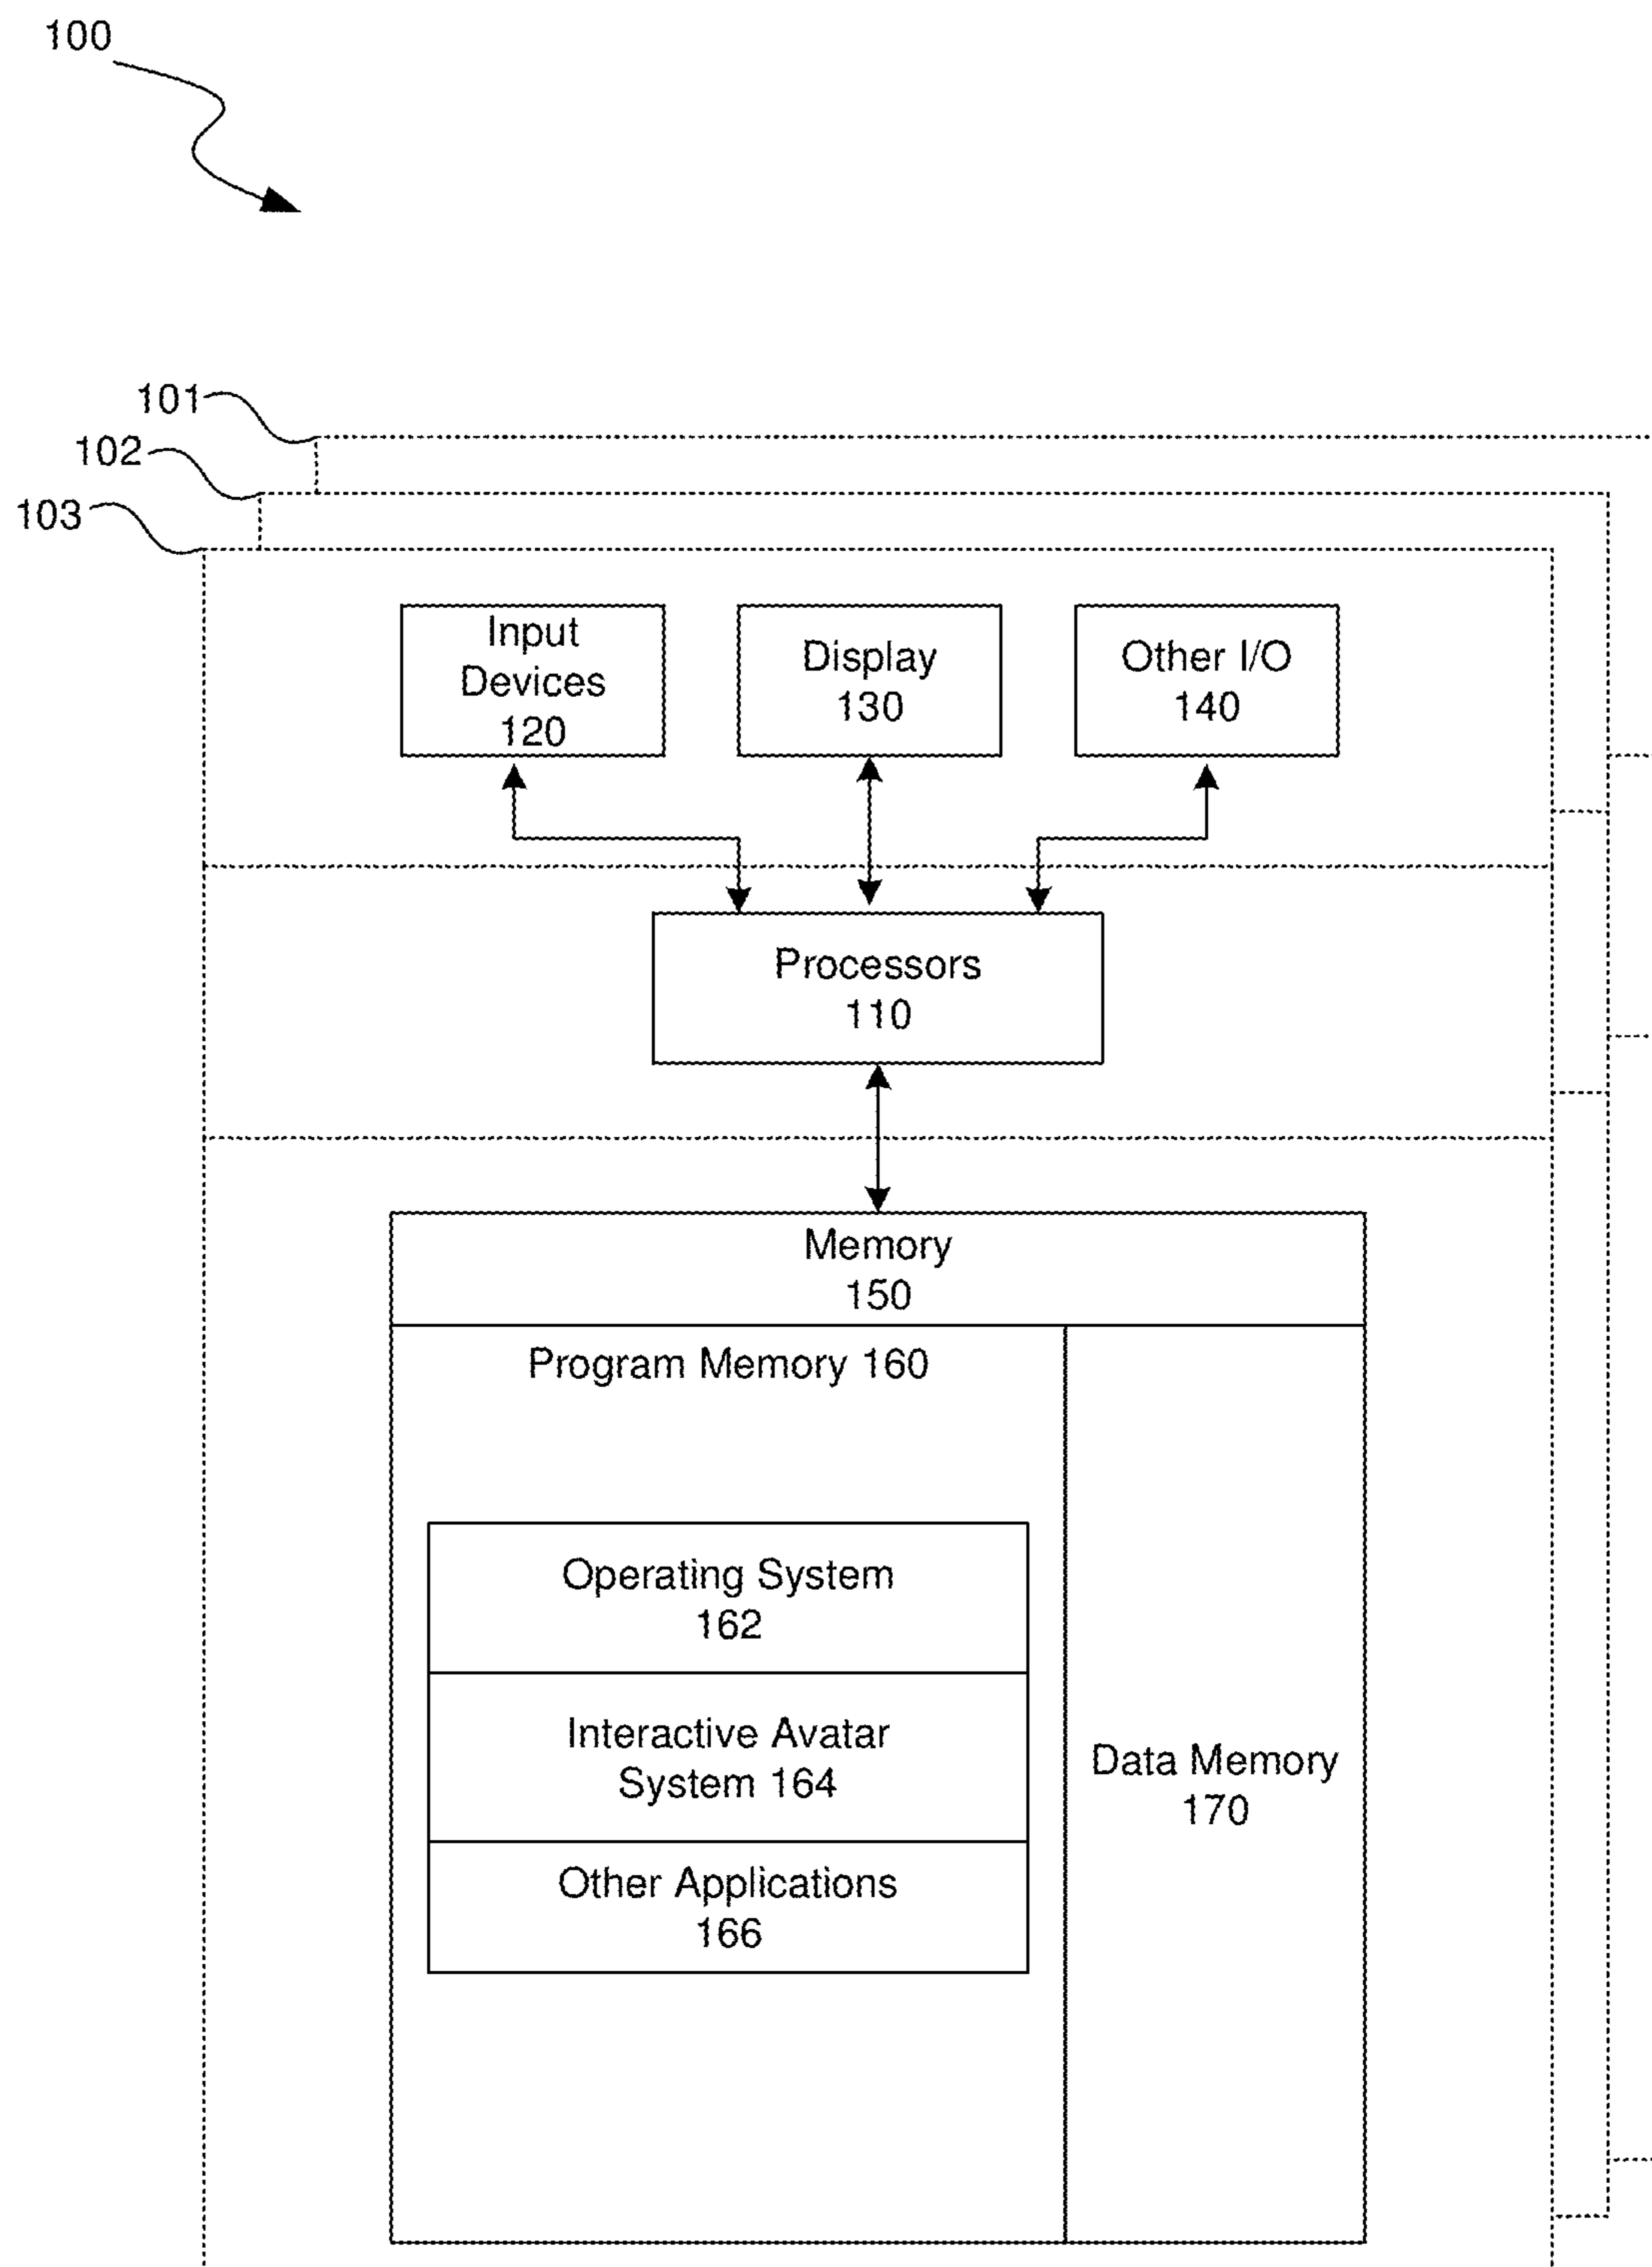 100
101
102
103
Input
Devices
120
Display
130
Other I/O
140
Processors
110
Memory
150
Program Memory 160
Operating System
162
Interactive Avatar
System 164
Other Applications
166
Data Memory
170